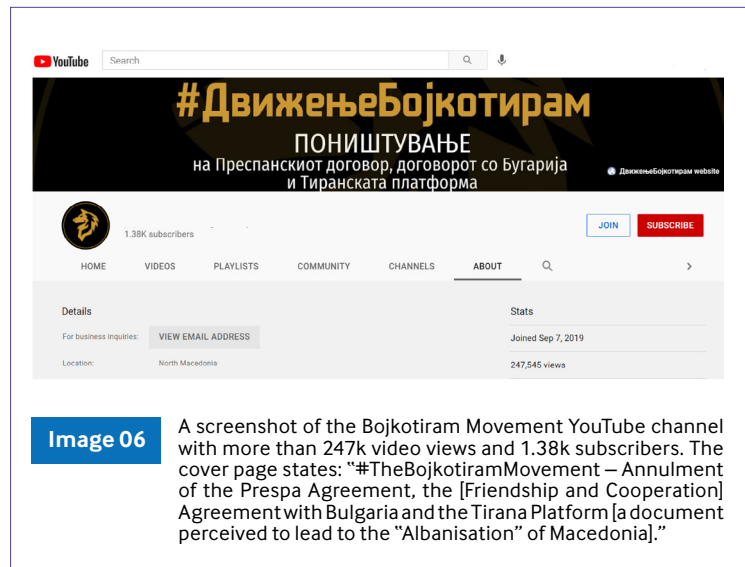 YouTube Search
#ДвижењеБојкотирам
ПОНИШТУВАЊЕ
на Преспанскиот договор, договорот со Бугарија
и Тиранската платформа
ДвижењеБојкотирам website
1.38K subscribers
JOIN SUBSCRIBE
HOME VIDEOS PLAYLISTS COMMUNITY CHANNELS ABOUT
Details Stats
For business inquiries: VIEW EMAIL ADDRESS Joined Sep 7, 2019
Location: North Macedonia 247,545 views
Image 06
A screenshot of the Bojkotiram Movement YouTube channel
with more than 247k video views and 1.38k subscribers. The
cover page states: “#TheBojkotiramMovement – Annulment
of the Prespa Agreement, the [Friendship and Cooperation]
Agreement with Bulgaria and the Tirana Platform [a document
perceived to lead to the “Albanisation” of Macedonia].”